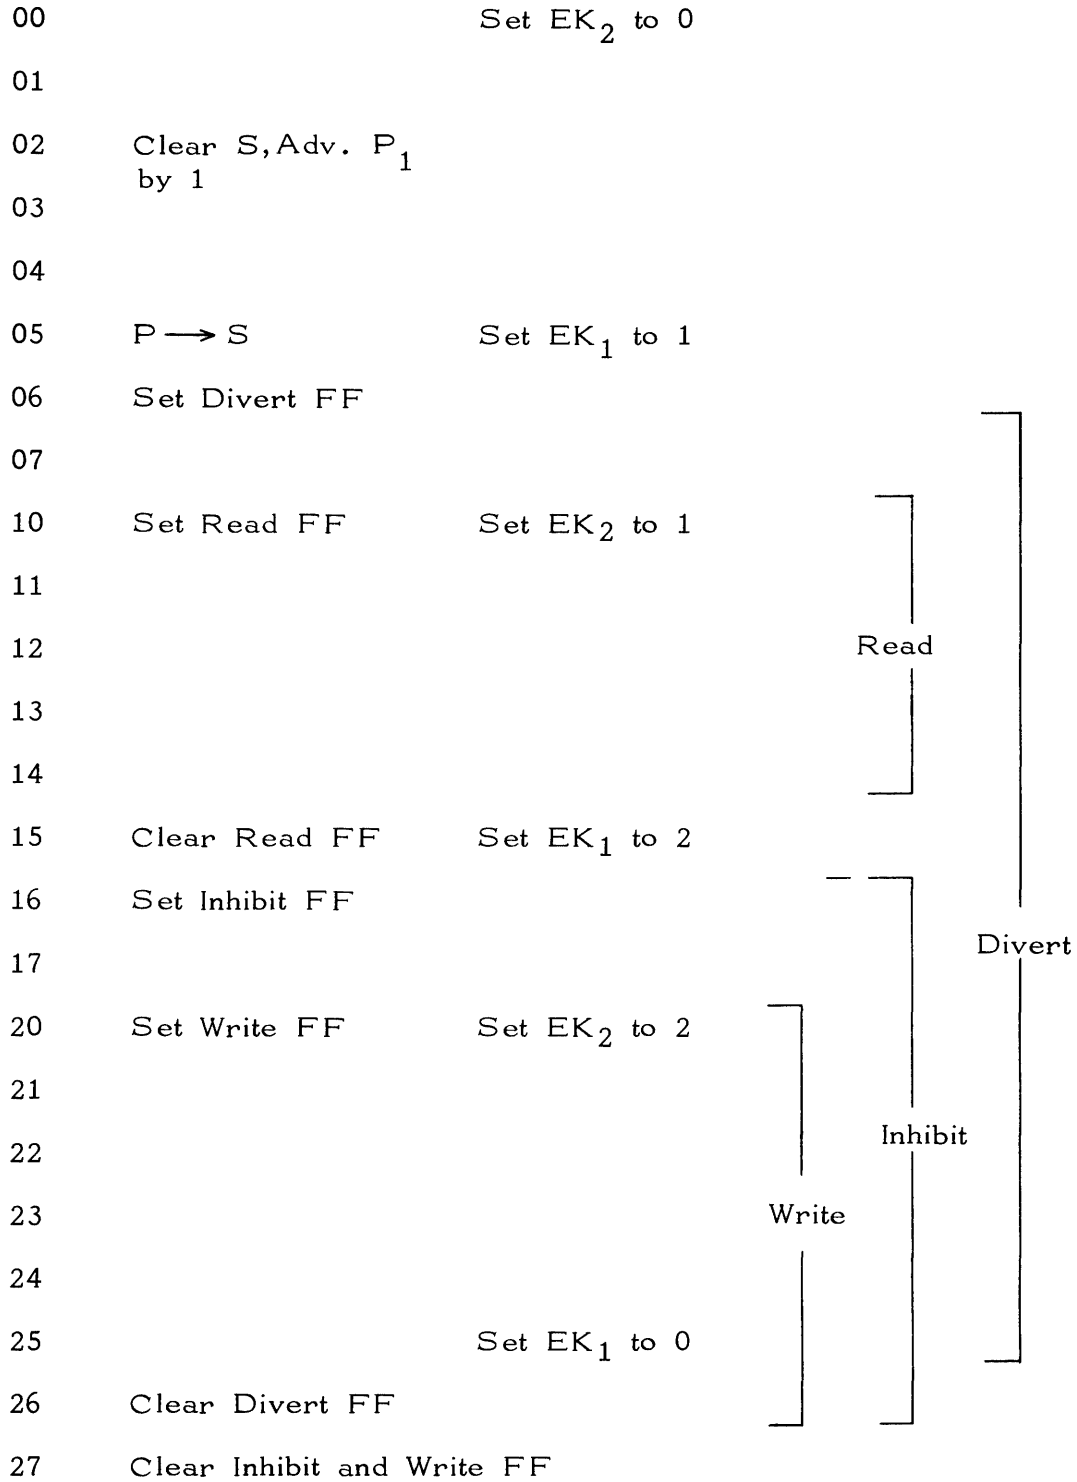 00 Set EK2 to 0
01
02 Clear S, Adv. P1
by 1
03
04
05 P → S Set EK1 to 1
06 Set Divert FF
07
10 Set Read FF Set EK2 to 1
11
12 Read
13
14
15 Clear Read FF Set EK1 to 2
16 Set Inhibit FF
Divert
17
20 Set Write FF Set EK2 to 2
21
Inhibit
22
23 Write
24
25 Set EK1 to 0
26 Clear Divert FF
27 Clear Inhibit and Write FF